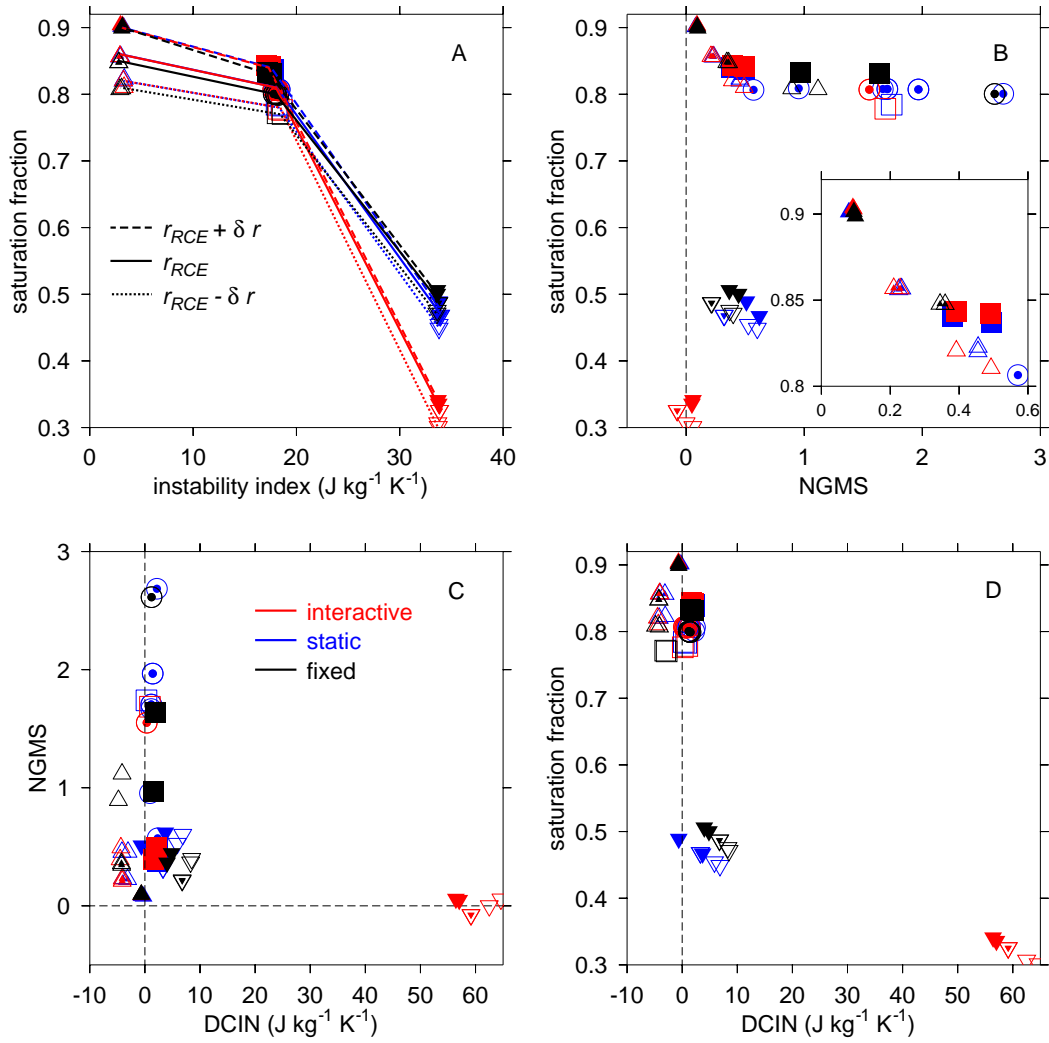 A
saturation fraction
0.9
0.8
0.7
0.6
0.5
0.4
0.3
r_RCE + δ r
r_RCE
r_RCE - δ r
0 10 20 30 40
instability index (J kg⁻¹ K⁻¹)
B
saturation fraction
0.9
0.8
0.7
0.6
0.5
0.4
0.3
0.9
0.85
0.8
0 0.2 0.4 0.6
0 1 2 3
NGMS
C
NGMS
3
2
1
0
interactive
static
fixed
-10 0 10 20 30 40 50 60
DCIN (J kg⁻¹ K⁻¹)
D
saturation fraction
0.9
0.8
0.7
0.6
0.5
0.4
0.3
-10 0 10 20 30 40 50 60
DCIN (J kg⁻¹ K⁻¹)